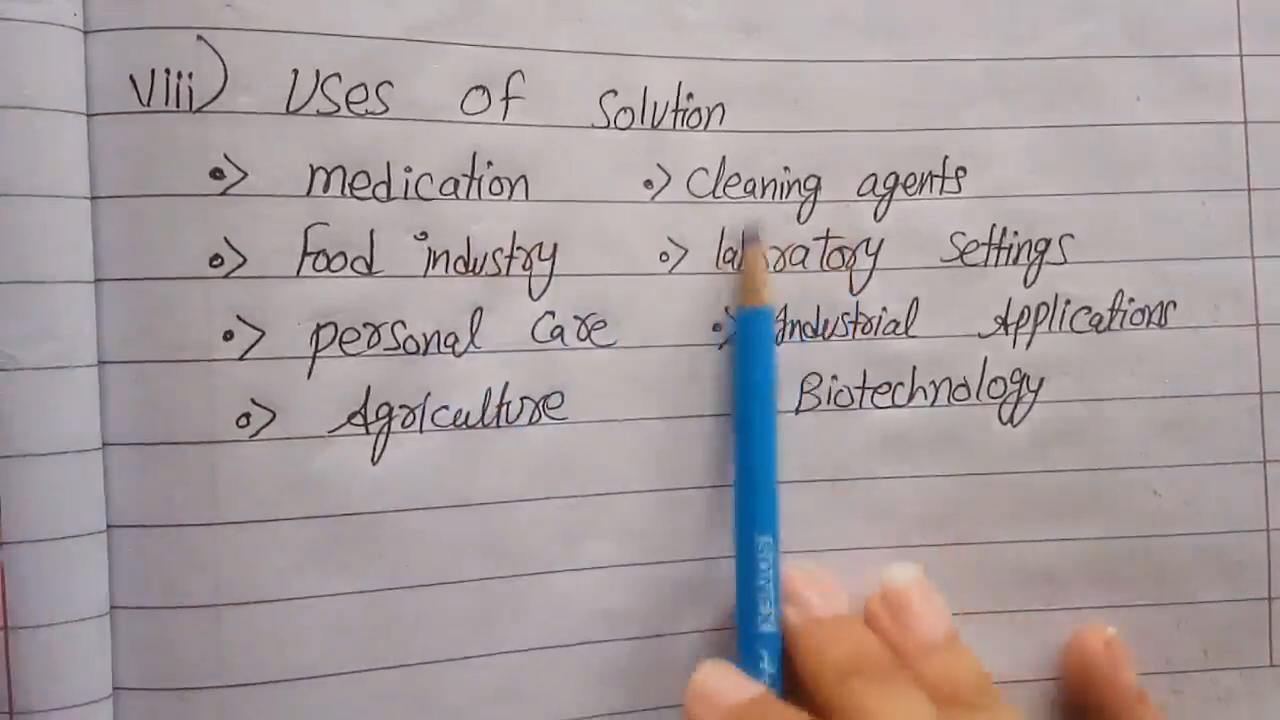 viii) Uses of Solution
medication cleaning agents
Food industry settings
personal care Industrial Applications
Agriculture Biotechnology